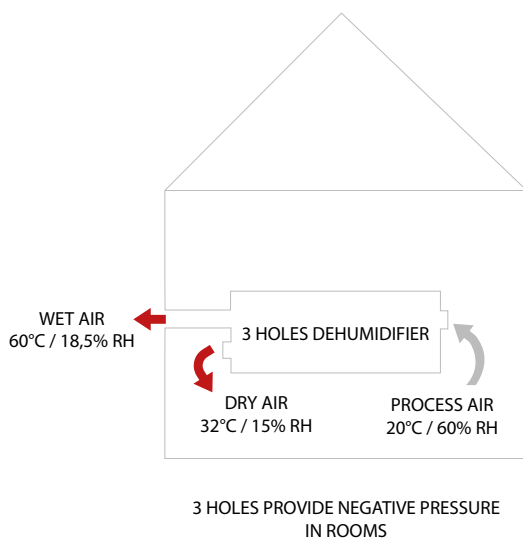 WET AIR
60°C / 18,5% RH
3 HOLES DEHUMIDIFIER
DRY AIR
32°C / 15% RH
PROCESS AIR
20°C / 60% RH
3 HOLES PROVIDE NEGATIVE PRESSURE
IN ROOMS